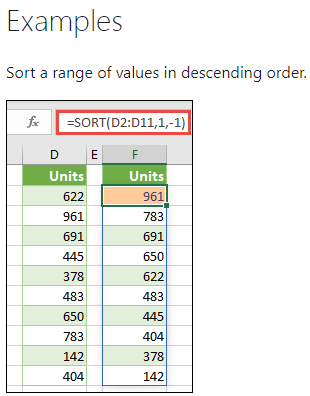 Examples
Sort a range of values in descending order.
fx =SORT(D2:D11,1,-1)
D E F
Units Units
622 961
961 783
691 691
445 650
378 622
483 483
650 445
783 404
142 378
404 142